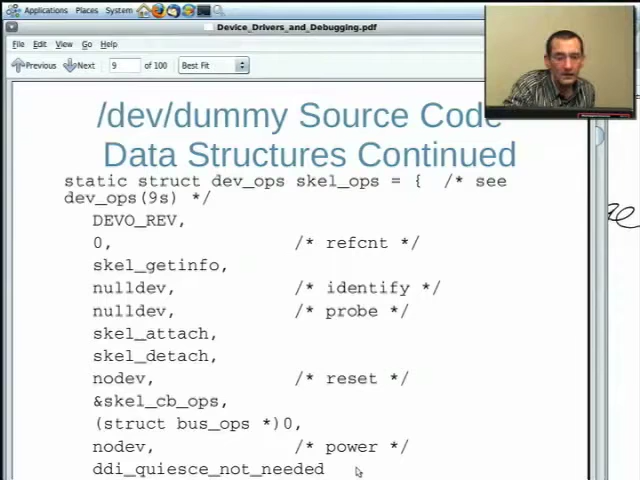 Applications Places System
Device_Drivers_and_Debugging.pdf
File Edit View Go Help
Previous Next 9 of 100 Best Fit
/dev/dummy Source Code
Data Structures Continued
static struct dev_ops skel_ops = { /* see
dev_ops(9s) */
DEVO_REV,
0, /* refcnt */
skel_getinfo,
nulldev, /* identify */
nulldev, /* probe */
skel_attach,
skel_detach,
nodev, /* reset */
&skel_cb_ops,
(struct bus_ops *)0,
nodev, /* power */
ddi_quiesce_not_needed